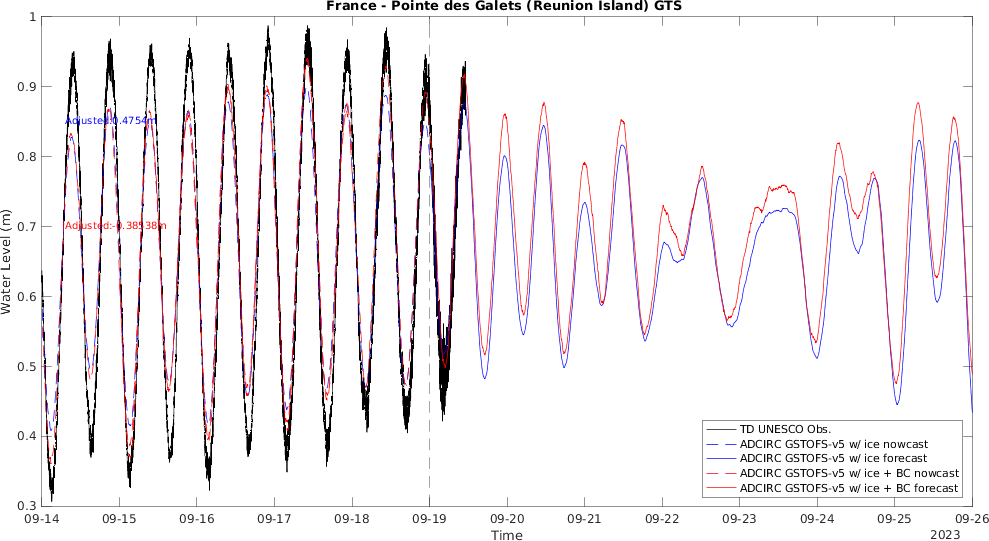 France - Pointe des Galets (Reunion Island) GTS
1
0.9
0.8
0.7
0.6
0.5
0.4
0.3
Water Level (m)
Adjusted:0.4754m
Adjusted:-0.38538m
TD UNESCO Obs.
ADCIRC GSTOFS-v5 w/ ice nowcast
ADCIRC GSTOFS-v5 w/ ice forecast
ADCIRC GSTOFS-v5 w/ ice + BC nowcast
ADCIRC GSTOFS-v5 w/ ice + BC forecast
09-14 09-15 09-16 09-17 09-18 09-19 09-20 09-21 09-22 09-23 09-24 09-25 09-26
Time
2023